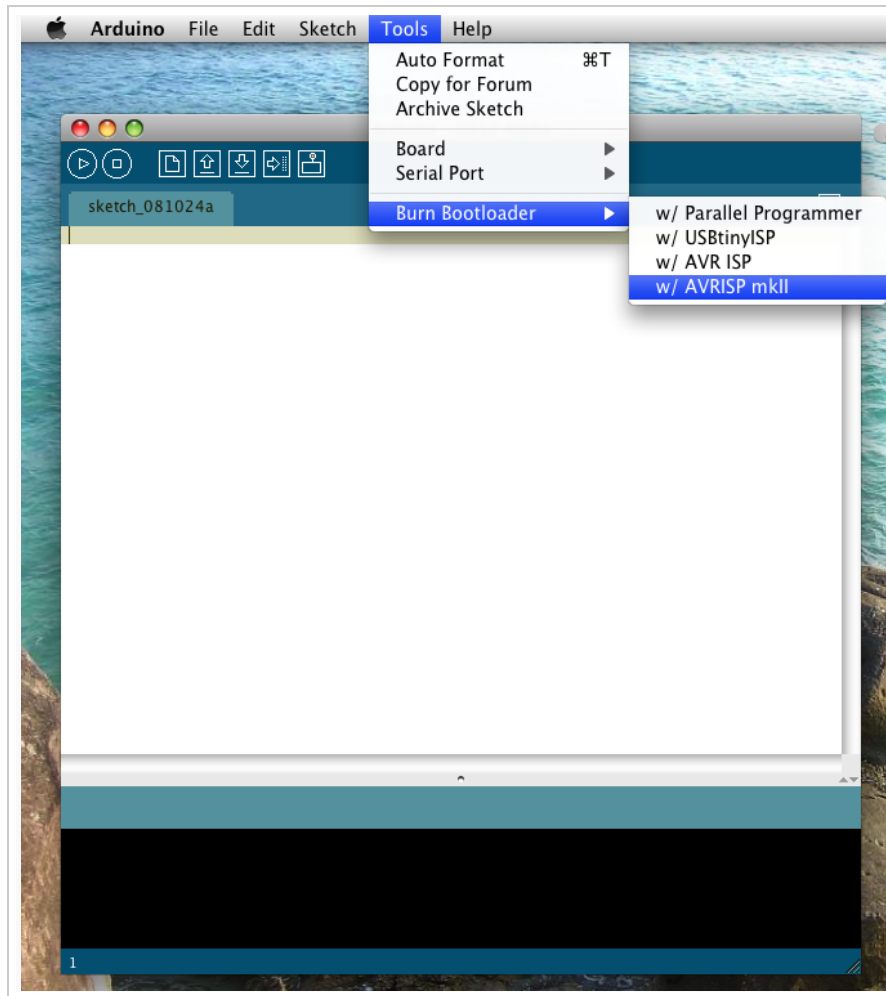 Arduino File Edit Sketch Tools Help
Auto Format ⌘T
Copy for Forum
Archive Sketch
Board
Serial Port
Burn Bootloader
w/ Parallel Programmer
w/ USBtinyISP
w/ AVR ISP
w/ AVRISP mkII
sketch_081024a
1